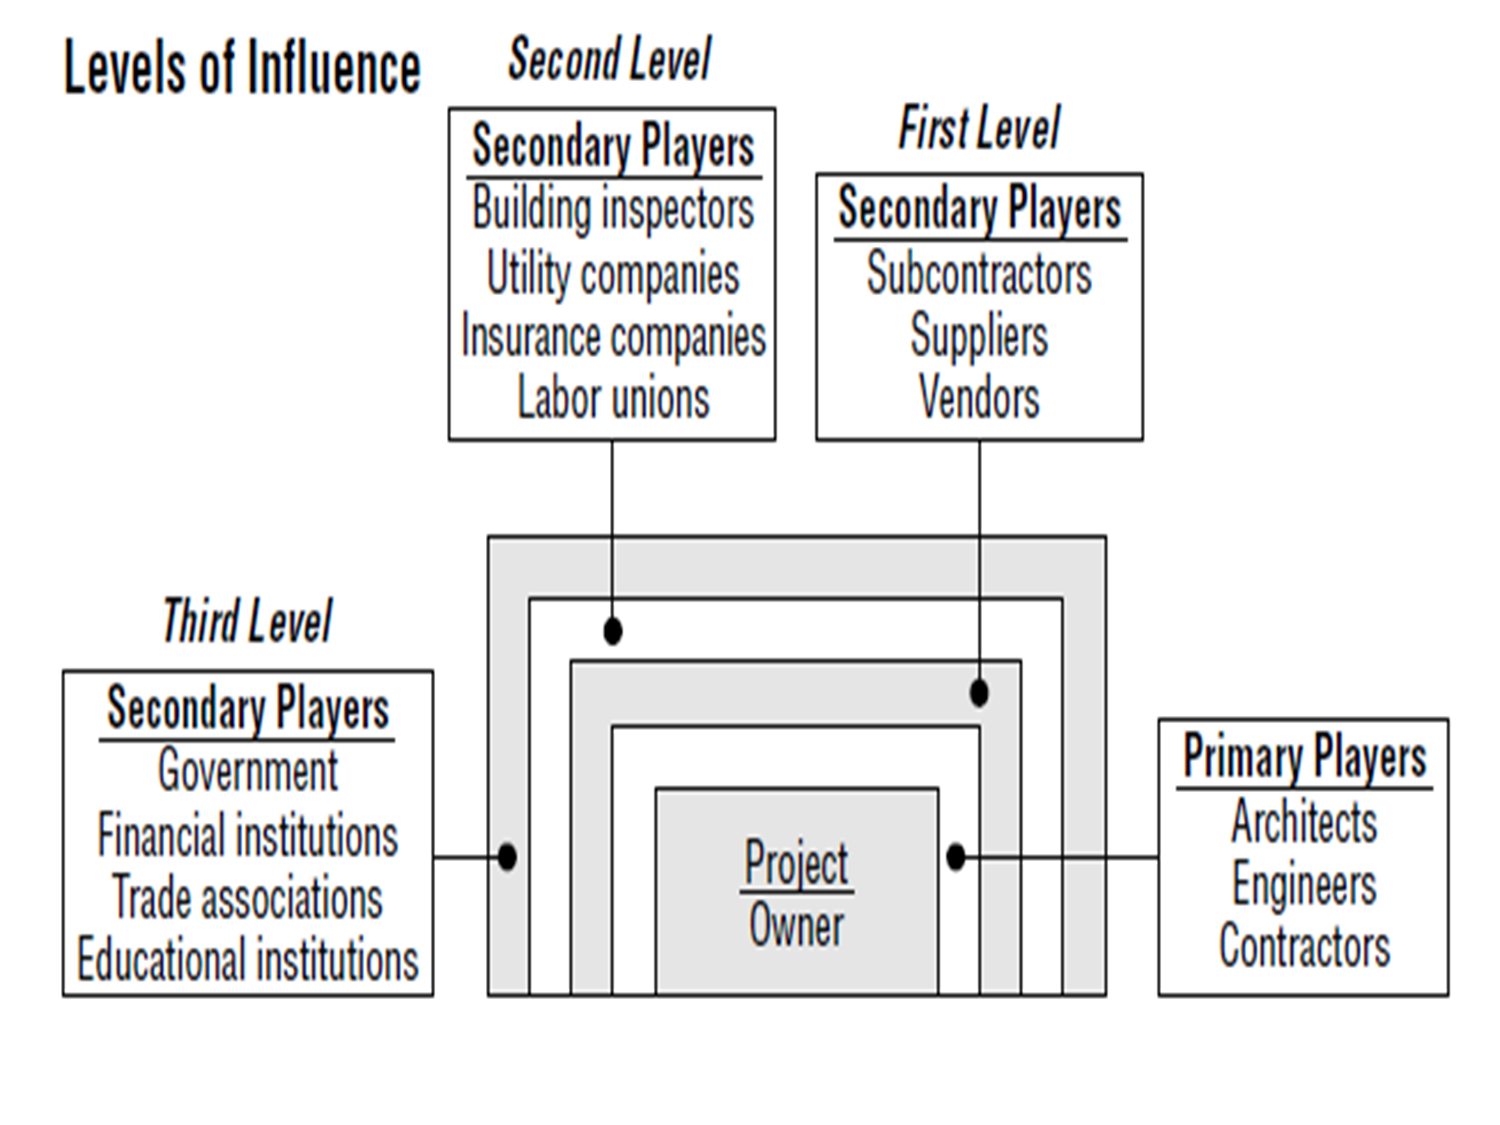 Levels of Influence
Second Level
Secondary Players
Building inspectors
Utility companies
Insurance companies
Labor unions
First Level
Secondary Players
Subcontractors
Suppliers
Vendors
Third Level
Secondary Players
Government
Financial institutions
Trade associations
Educational institutions
Project
Owner
Primary Players
Architects
Engineers
Contractors